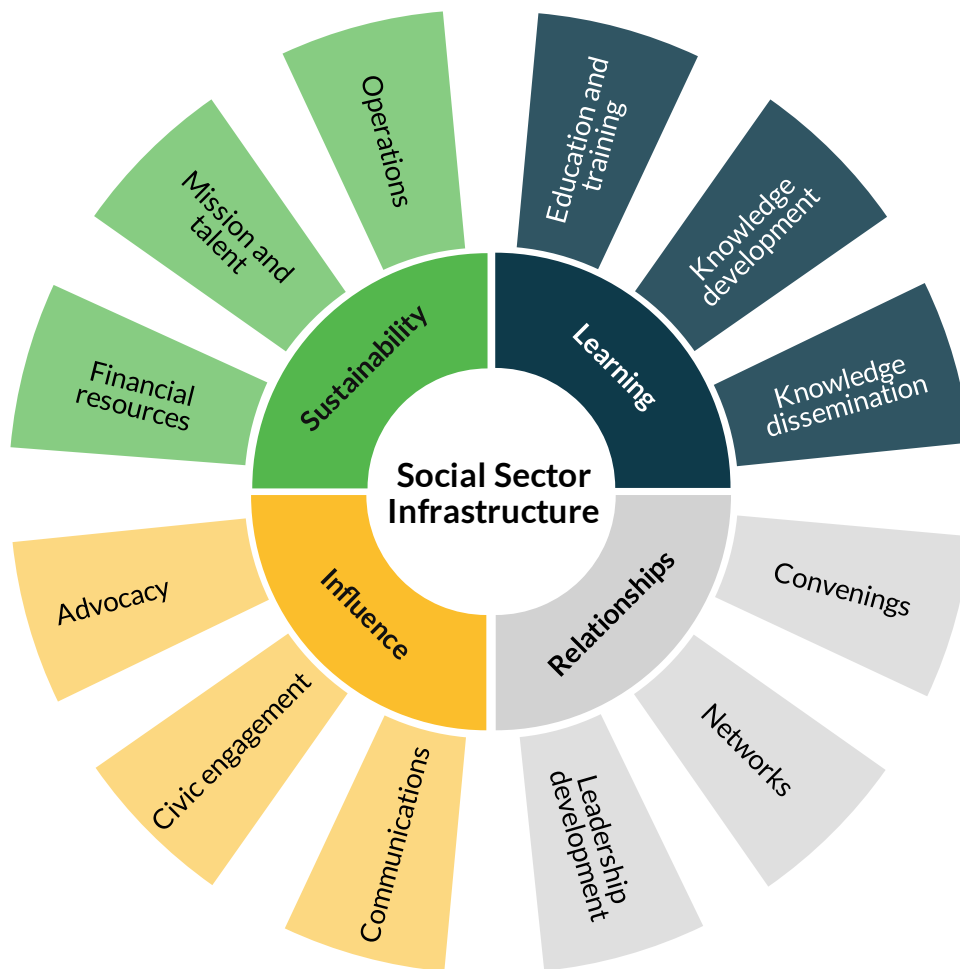 Social Sector
Infrastructure
Sustainability
Learning
Relationships
Influence
Operations
Mission and
talent
Financial
resources
Education and
training
Knowledge
development
Knowledge
dissemination
Convenings
Networks
Leadership
development
Communications
Civic engagement
Advocacy